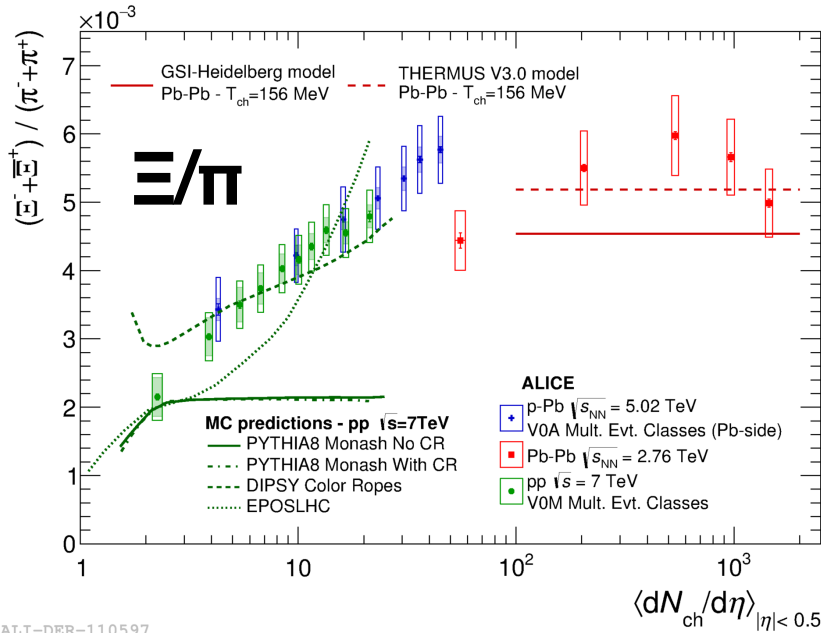 ×10⁻³
(Ξ⁻+Ξ̅⁺) / (π⁻+π⁺)
7
6
5
4
3
2
1
0
GSI-Heidelberg model
Pb-Pb - T_ch=156 MeV
THERMUS V3.0 model
Pb-Pb - T_ch=156 MeV
Ξ/π
MC predictions - pp √s=7TeV
PYTHIA8 Monash No CR
PYTHIA8 Monash With CR
DIPSY Color Ropes
EPOSLHC
ALICE
p-Pb √s_NN = 5.02 TeV
V0A Mult. Evt. Classes (Pb-side)
Pb-Pb √s_NN = 2.76 TeV
pp √s = 7 TeV
V0M Mult. Evt. Classes
1 10 10² 10³
⟨dN_ch/dη⟩_|η|< 0.5
ALI-DER-110597